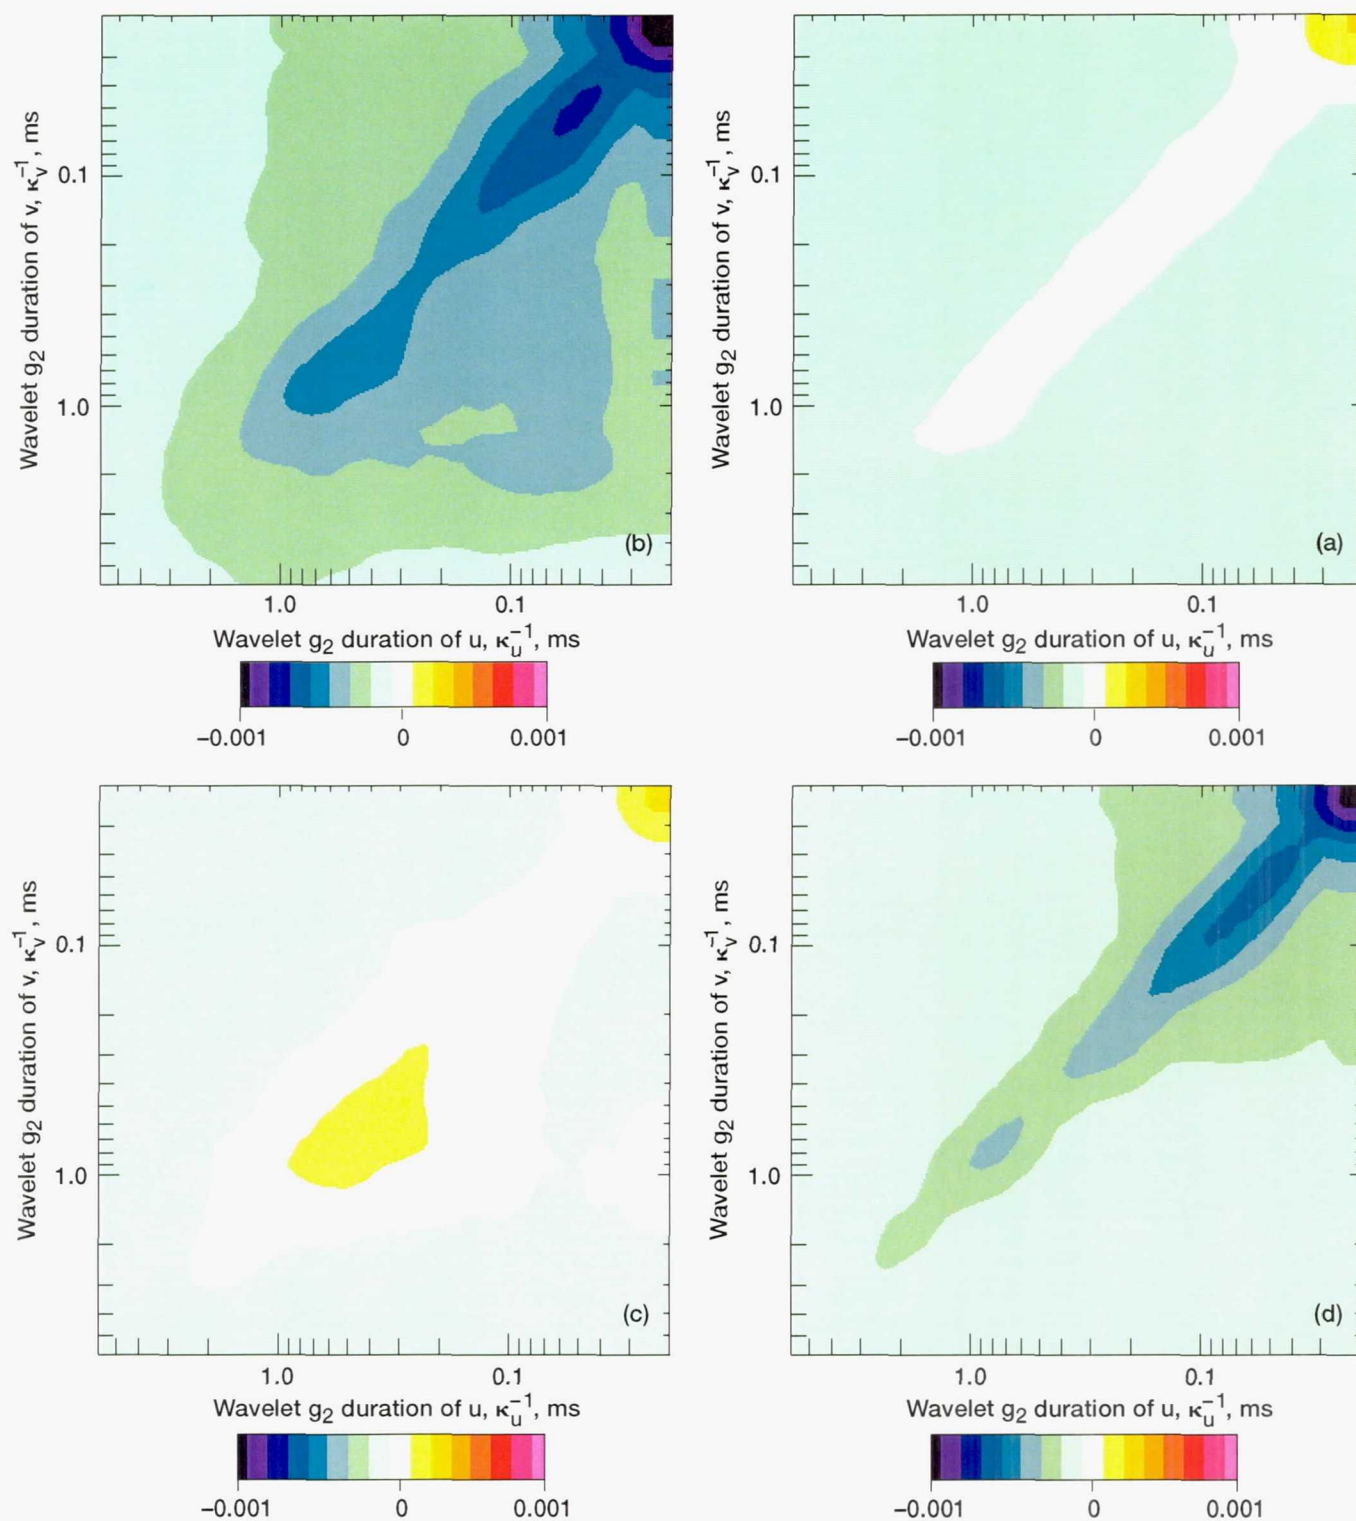 Wavelet g2 duration of v, κv−1, ms
0.1
1.0
(b)
1.0 0.1
Wavelet g2 duration of u, κu−1, ms
−0.001 0 0.001
Wavelet g2 duration of v, κv−1, ms
0.1
1.0
(a)
1.0 0.1
Wavelet g2 duration of u, κu−1, ms
−0.001 0 0.001
Wavelet g2 duration of v, κv−1, ms
0.1
1.0
(c)
1.0 0.1
Wavelet g2 duration of u, κu−1, ms
−0.001 0 0.001
Wavelet g2 duration of v, κv−1, ms
0.1
1.0
(d)
1.0 0.1
Wavelet g2 duration of u, κu−1, ms
−0.001 0 0.001